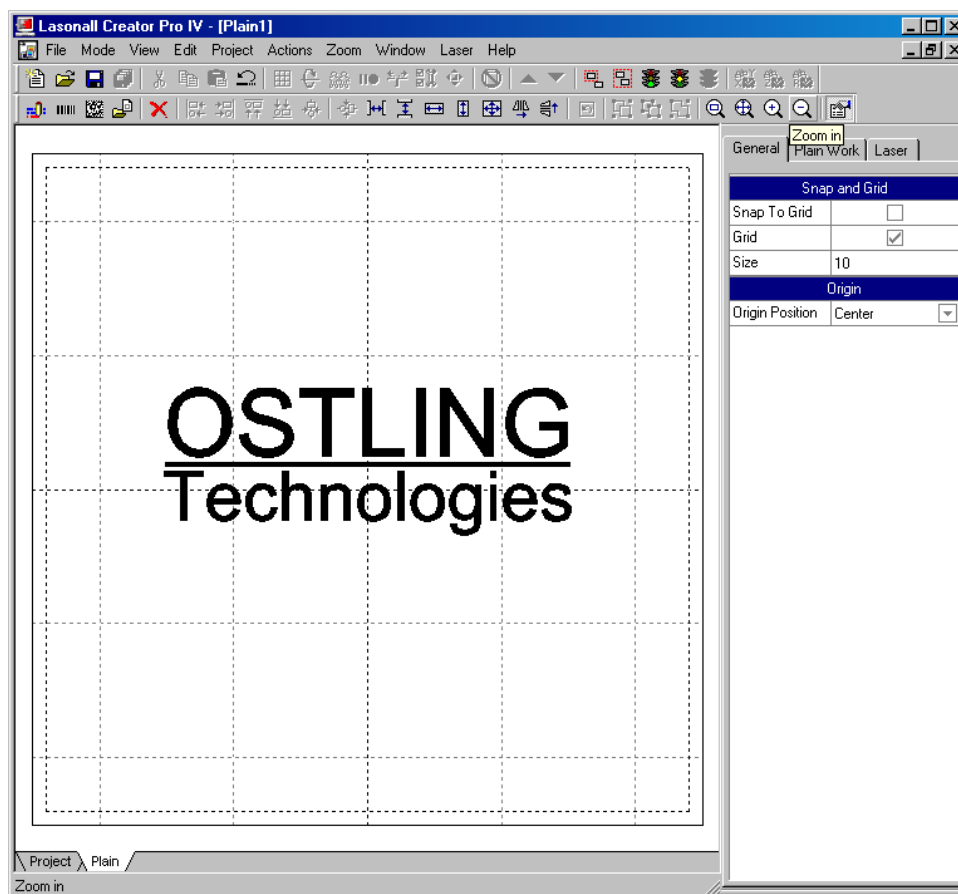 Lasonall Creator Pro IV - [Plain1]
File Mode View Edit Project Actions Zoom Window Laser Help
Zoom in
General Plain Work Laser
Snap and Grid
Snap To Grid
Grid
Size 10
Origin
Origin Position Center
OSTLING
Technologies
Project Plain
Zoom in